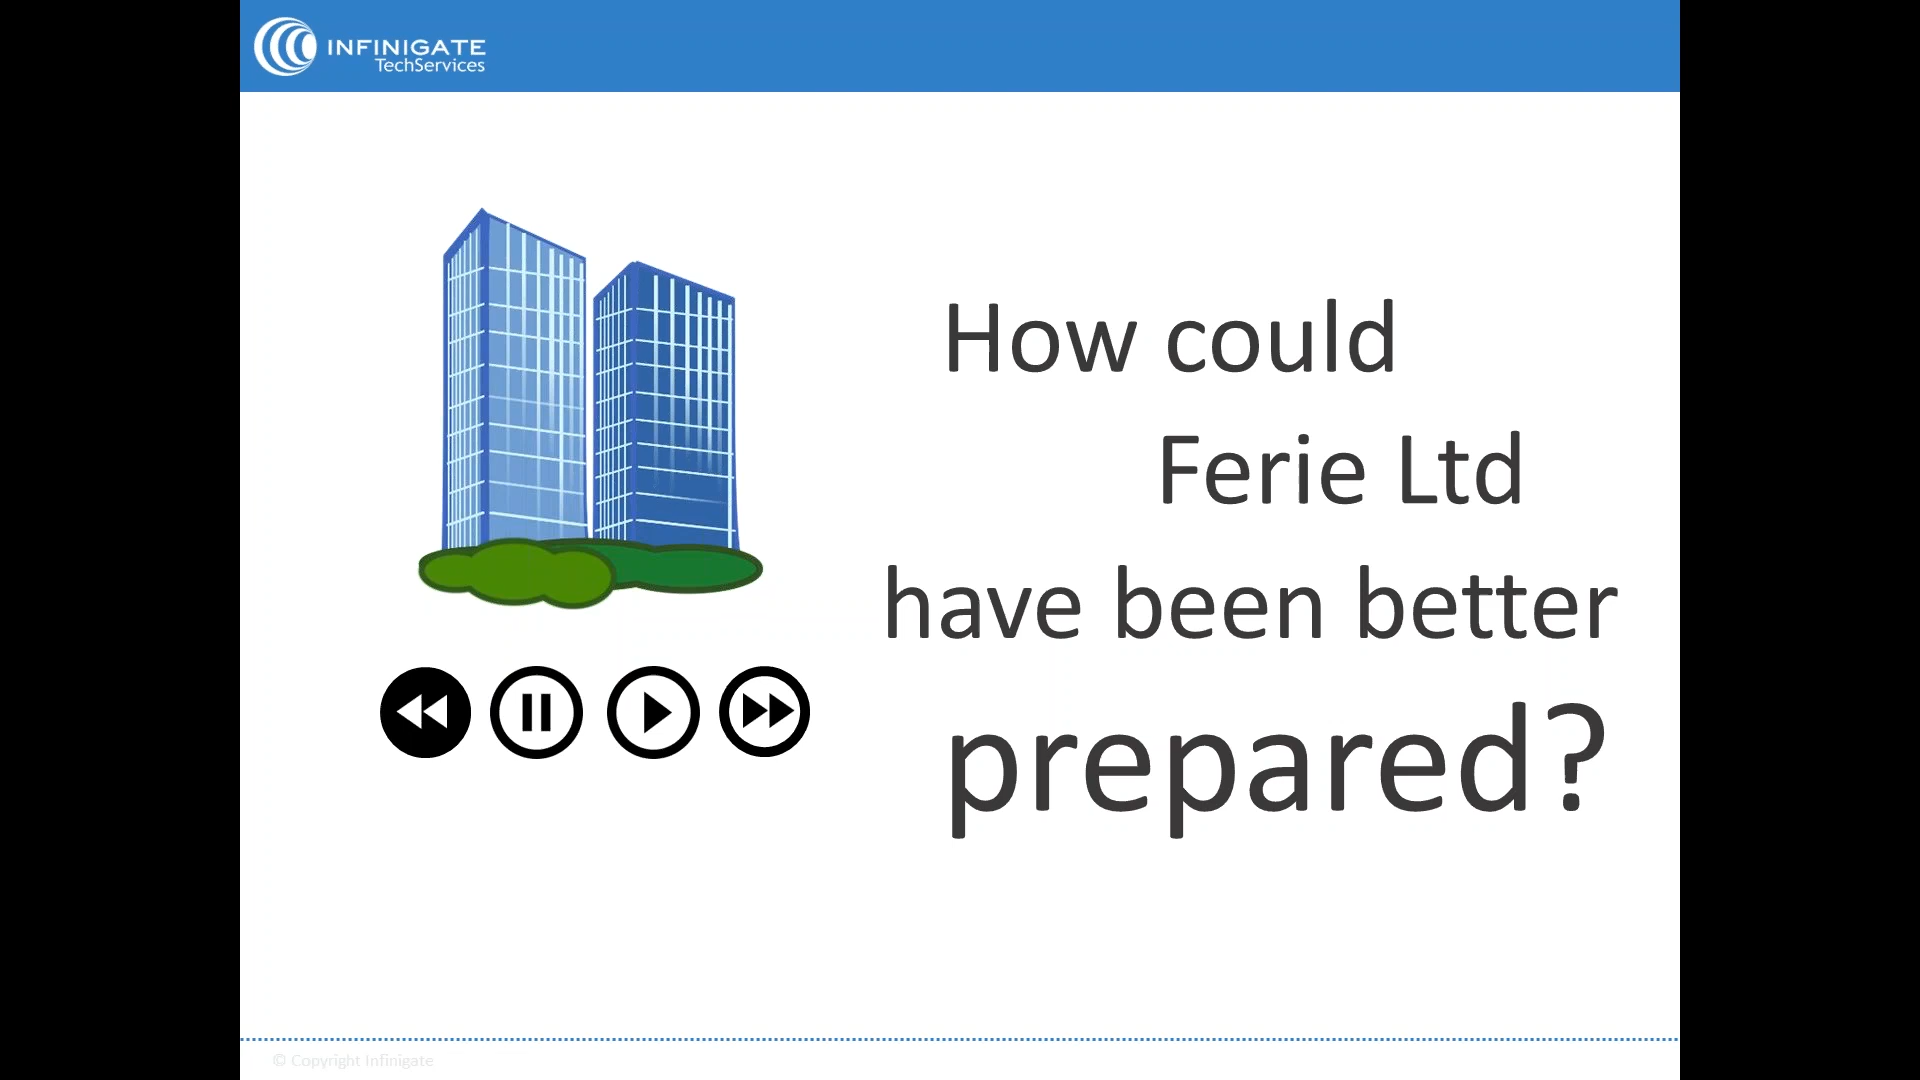 INFINIGATE
TechServices
How could
Ferie Ltd
have been better
prepared?
© Copyright Infinigate